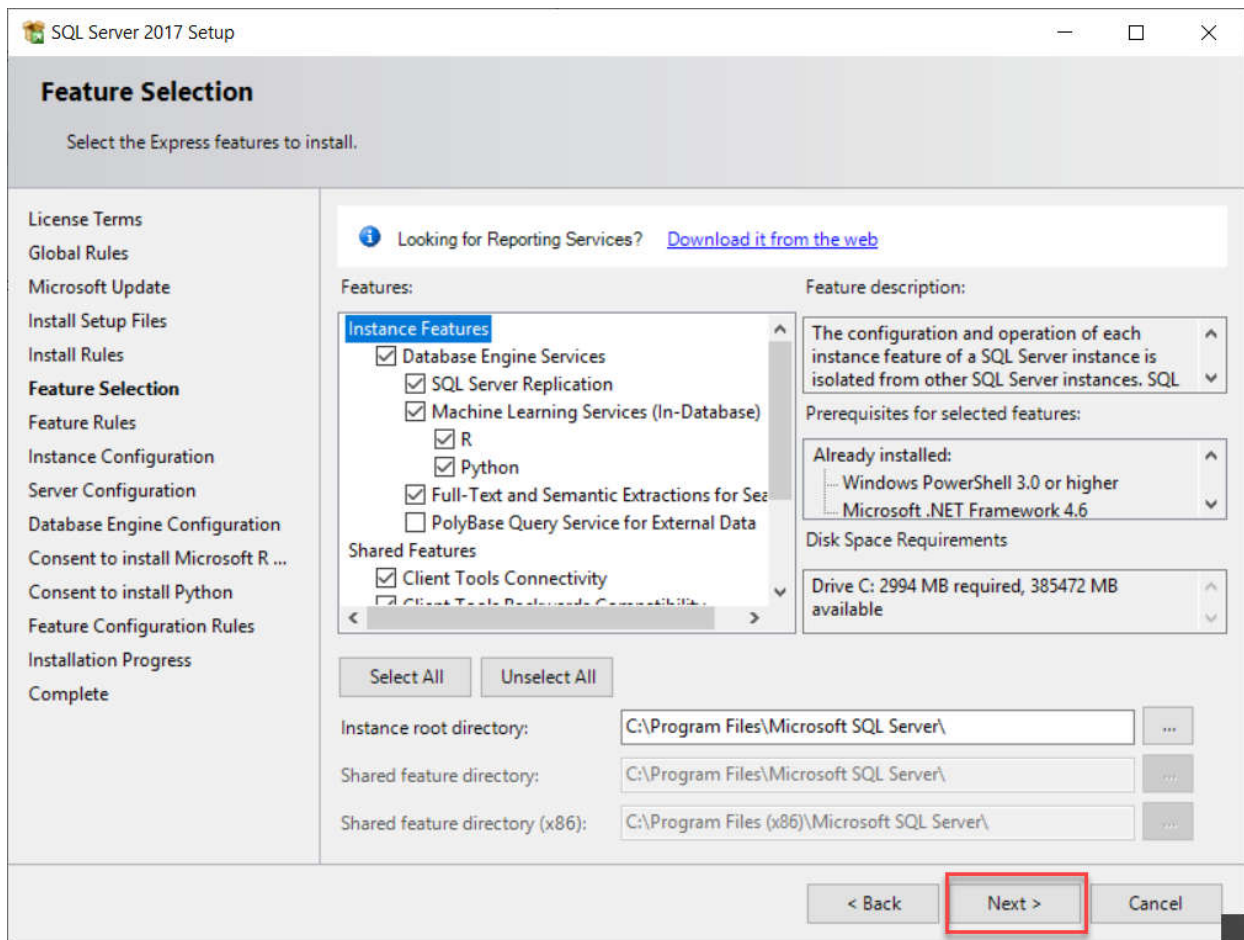 SQL Server 2017 Setup
Feature Selection
Select the Express features to install.
License Terms
Global Rules
Microsoft Update
Install Setup Files
Install Rules
Feature Selection
Feature Rules
Instance Configuration
Server Configuration
Database Engine Configuration
Consent to install Microsoft R ...
Consent to install Python
Feature Configuration Rules
Installation Progress
Complete
Looking for Reporting Services? Download it from the web
Features:
Instance Features
Database Engine Services
SQL Server Replication
Machine Learning Services (In-Database)
R
Python
Full-Text and Semantic Extractions for Sea
PolyBase Query Service for External Data
Shared Features
Client Tools Connectivity
Client Tools Backwards Compatibility
Feature description:
The configuration and operation of each
instance feature of a SQL Server instance is
isolated from other SQL Server instances. SQL
Prerequisites for selected features:
Already installed:
Windows PowerShell 3.0 or higher
Microsoft .NET Framework 4.6
Disk Space Requirements
Drive C: 2994 MB required, 385472 MB
available
Select All
Unselect All
Instance root directory: C:\Program Files\Microsoft SQL Server\ ...
Shared feature directory: C:\Program Files\Microsoft SQL Server\ ...
Shared feature directory (x86): C:\Program Files (x86)\Microsoft SQL Server\ ...
< Back
Next >
Cancel